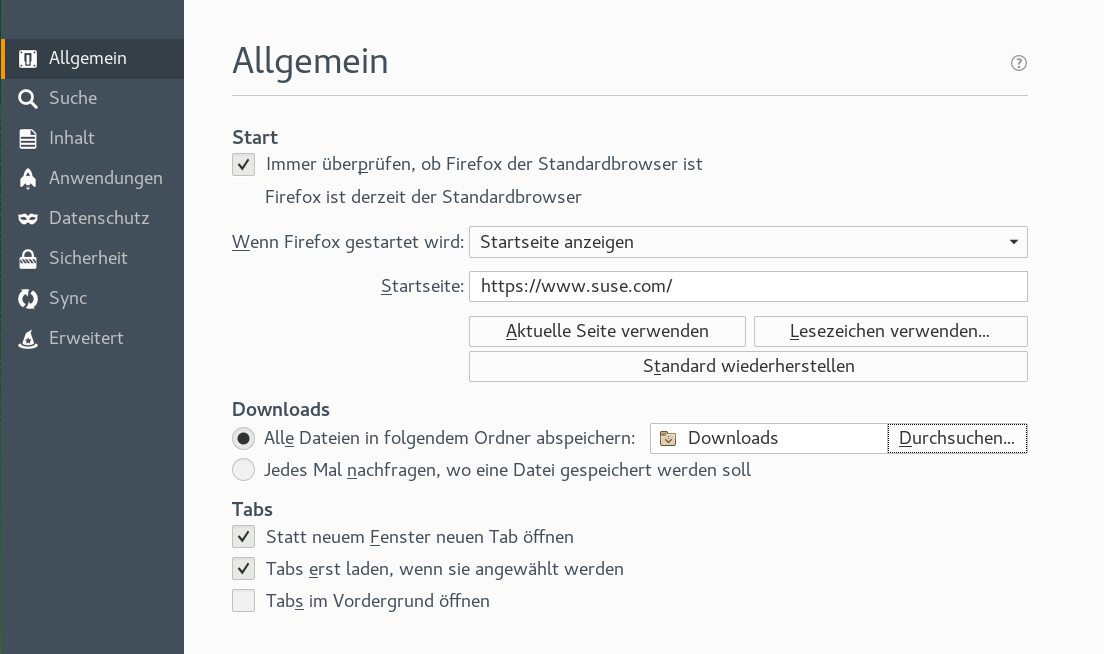 Allgemein
Suche
Inhalt
Anwendungen
Datenschutz
Sicherheit
Sync
Erweitert
Allgemein
?
Start
Immer überprüfen, ob Firefox der Standardbrowser ist
Firefox ist derzeit der Standardbrowser
Wenn Firefox gestartet wird: Startseite anzeigen
Startseite: https://www.suse.com/
Aktuelle Seite verwenden Lesezeichen verwenden...
Standard wiederherstellen
Downloads
Alle Dateien in folgendem Ordner abspeichern: Downloads Durchsuchen...
Jedes Mal nachfragen, wo eine Datei gespeichert werden soll
Tabs
Statt neuem Fenster neuen Tab öffnen
Tabs erst laden, wenn sie angewählt werden
Tabs im Vordergrund öffnen